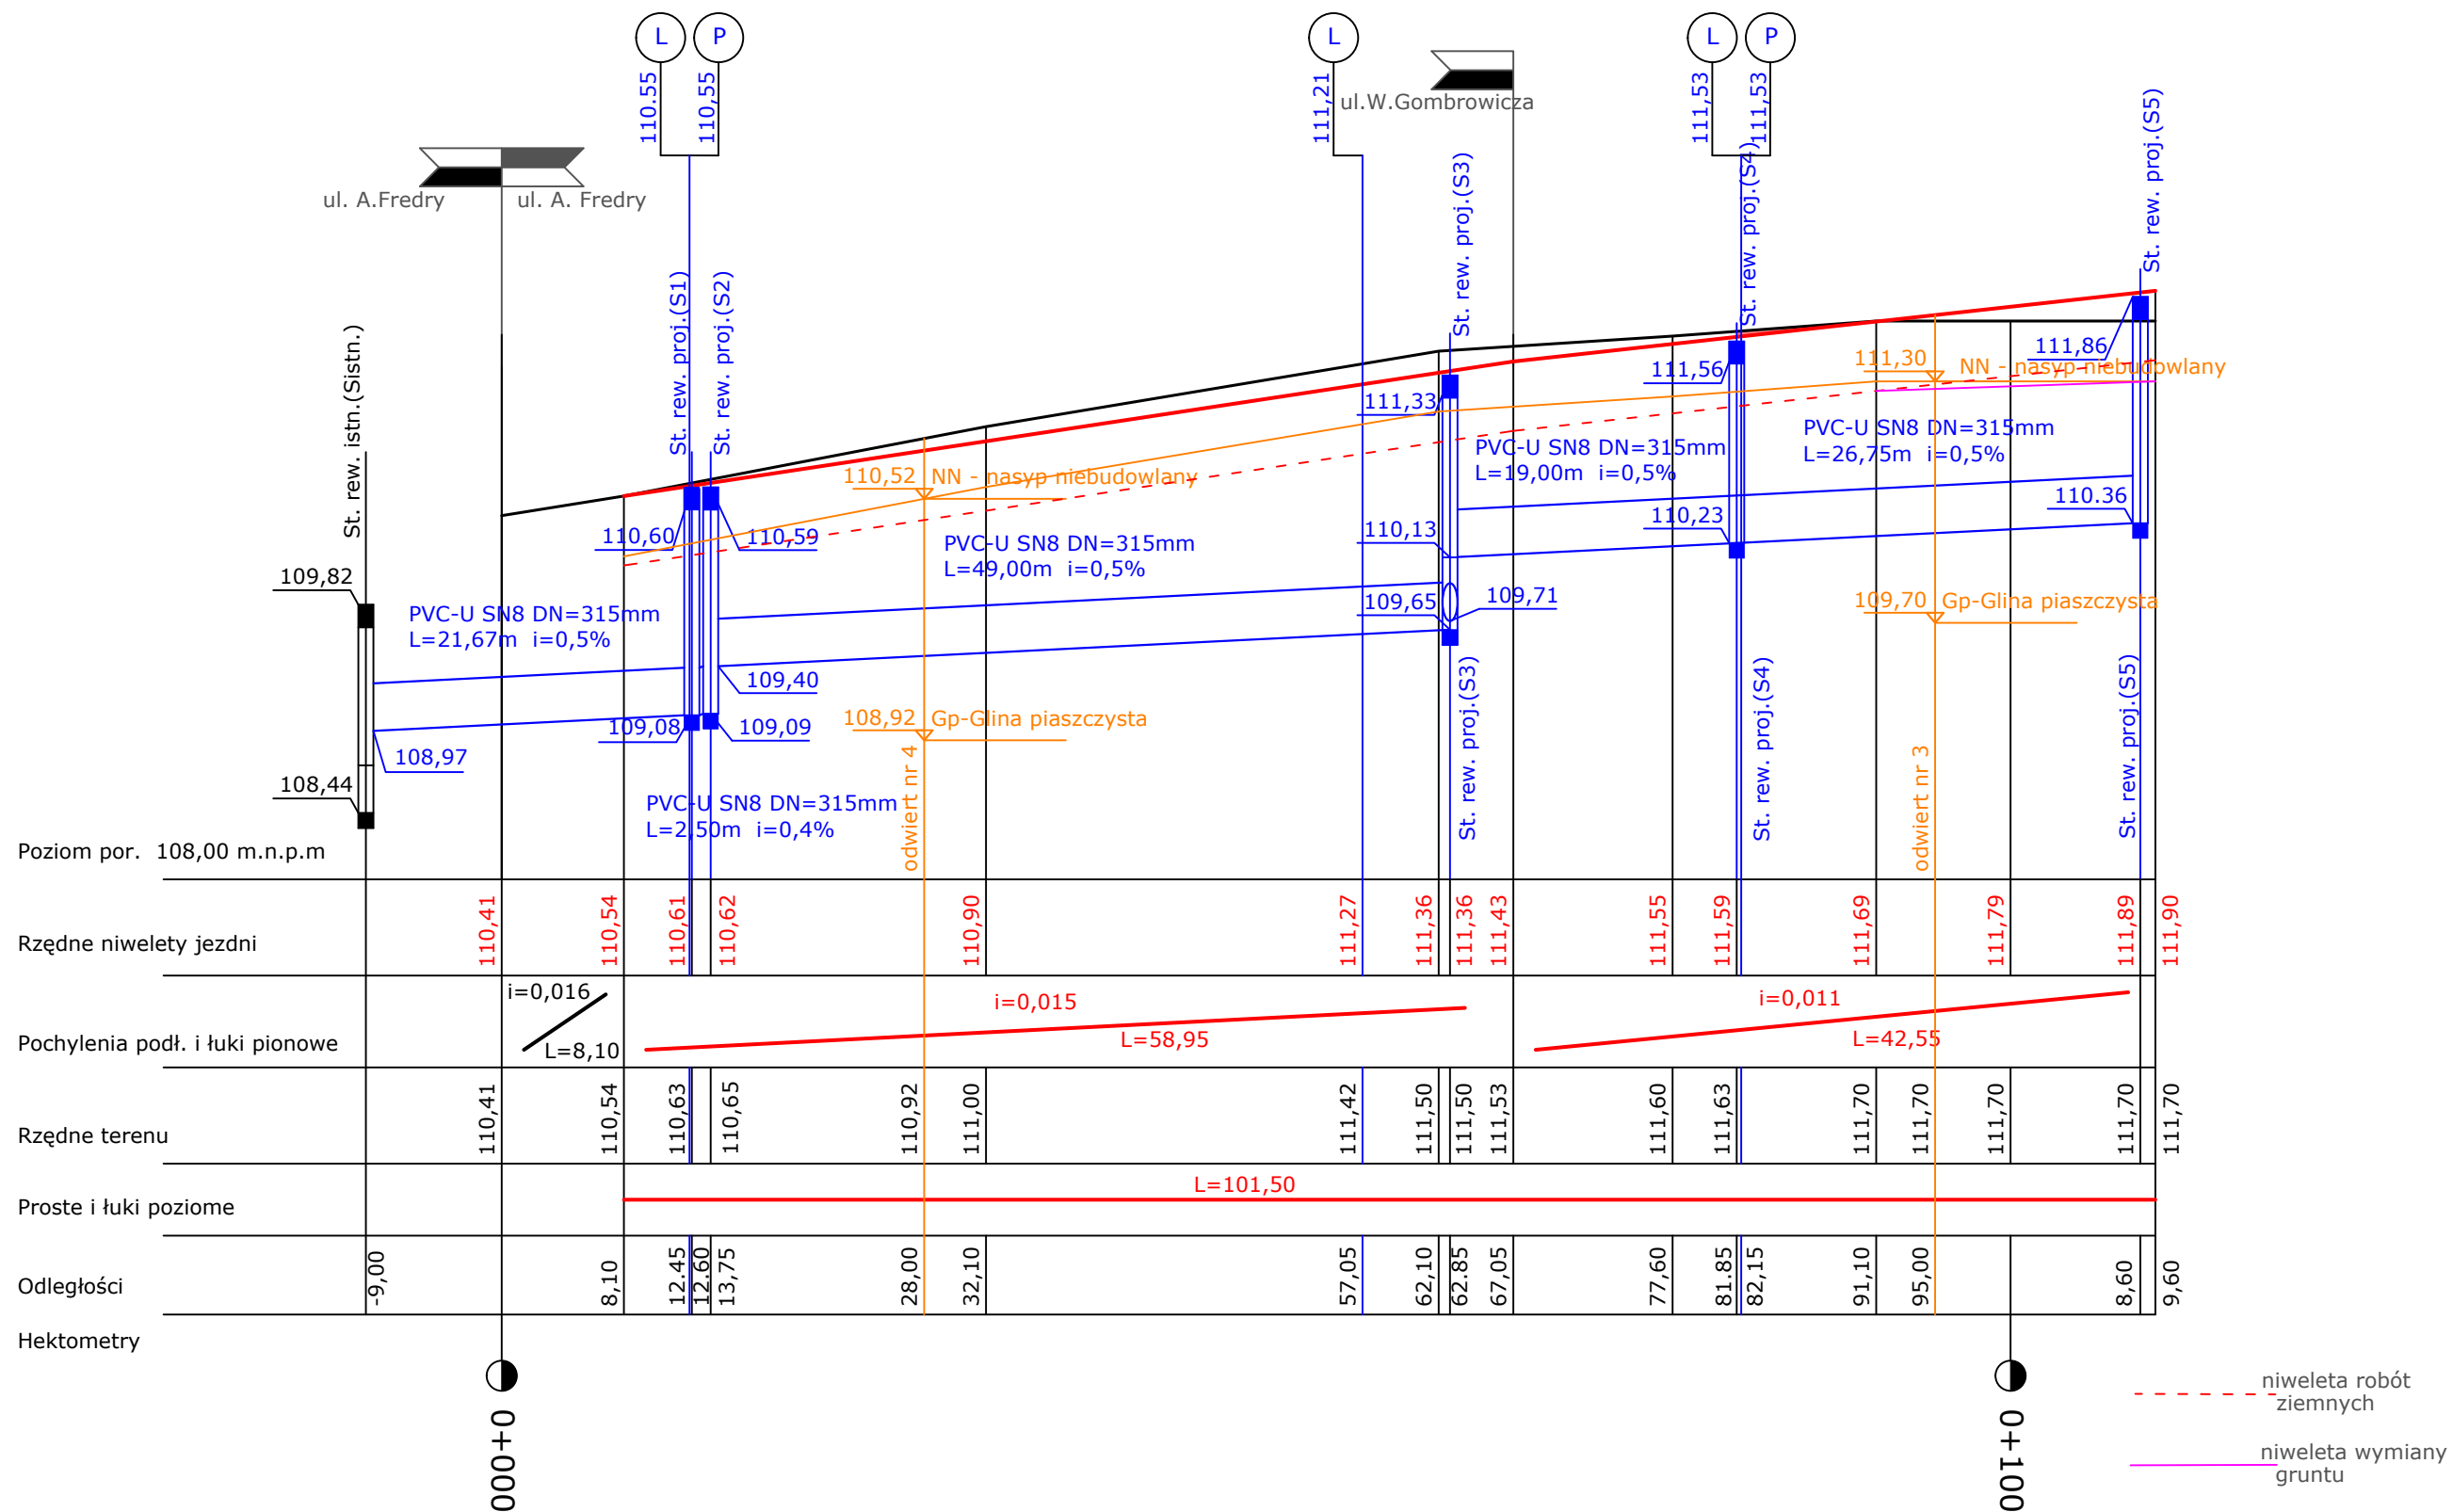 L
P
L
L
P
110.55
110,55
111,21
111,53
111,53
ul.W.Gombrowicza
ul. A.Fredry
ul. A. Fredry
St. rew. istn.(Sistn.)
St. rew. proj.(S1)
St. rew. proj.(S2)
St. rew. proj.(S3)
St. rew. proj.(S4)
St. rew. proj.(S5)
111,30
NN - nasyp niebudowlany
111,86
111,56
111,33
PVC-U SN8 DN=315mm
L=26,75m i=0,5%
PVC-U SN8 DN=315mm
L=19,00m i=0,5%
110,52
NN - nasyp niebudowlany
110.36
110,60
110,59
110,13
110,23
PVC-U SN8 DN=315mm
L=49,00m i=0,5%
109,82
109,65
109,71
109,70
Gp-Glina piaszczysta
PVC-U SN8 DN=315mm
L=21,67m i=0,5%
109,40
108,92
Gp-Glina piaszczysta
109,08
109,09
108,97
108,44
PVC-U SN8 DN=315mm
L=2,50m i=0,4%
odwiert nr 4
St. rew. proj.(S3)
St. rew. proj.(S4)
odwiert nr 3
St. rew. proj.(S5)
Poziom por. 108,00 m.n.p.m
Rzędne niwelety jezdni
110,41
110,54
110,61
110,62
110,90
111,27
111,36
111,36
111,43
111,55
111,59
111,69
111,79
111,89
111,90
Pochylenia podł. i łuki pionowe
i=0,016
L=8,10
i=0,015
L=58,95
i=0,011
L=42,55
Rzędne terenu
110,41
110,54
110,63
110,65
110,92
111,00
111,42
111,50
111,50
111,53
111,60
111,63
111,70
111,70
111,70
111,70
111,70
Proste i łuki poziome
L=101,50
Odległości
-9,00
8,10
12.45
12.60
13,75
28,00
32,10
57,05
62,10
62.85
67,05
77,60
81.85
82,15
91,10
95,00
8,60
9,60
Hektometry
0+000
0+100
niweleta robót
ziemnych
niweleta wymiany
gruntu